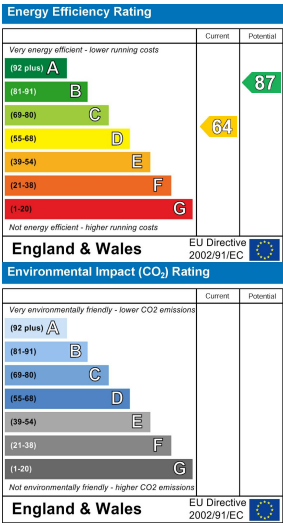 Energy Efficiency Rating
Current Potential
Very energy efficient - lower running costs
(92 plus) A
(81-91) B
87
(69-80) C
(55-68) D
64
(39-54) E
(21-38) F
(1-20) G
Not energy efficient - higher running costs
England & Wales
EU Directive
2002/91/EC
Environmental Impact (CO₂) Rating
Current Potential
Very environmentally friendly - lower CO2 emissions
(92 plus) A
(81-91) B
(69-80) C
(55-68) D
(39-54) E
(21-38) F
(1-20) G
Not environmentally friendly - higher CO2 emissions
England & Wales
EU Directive
2002/91/EC